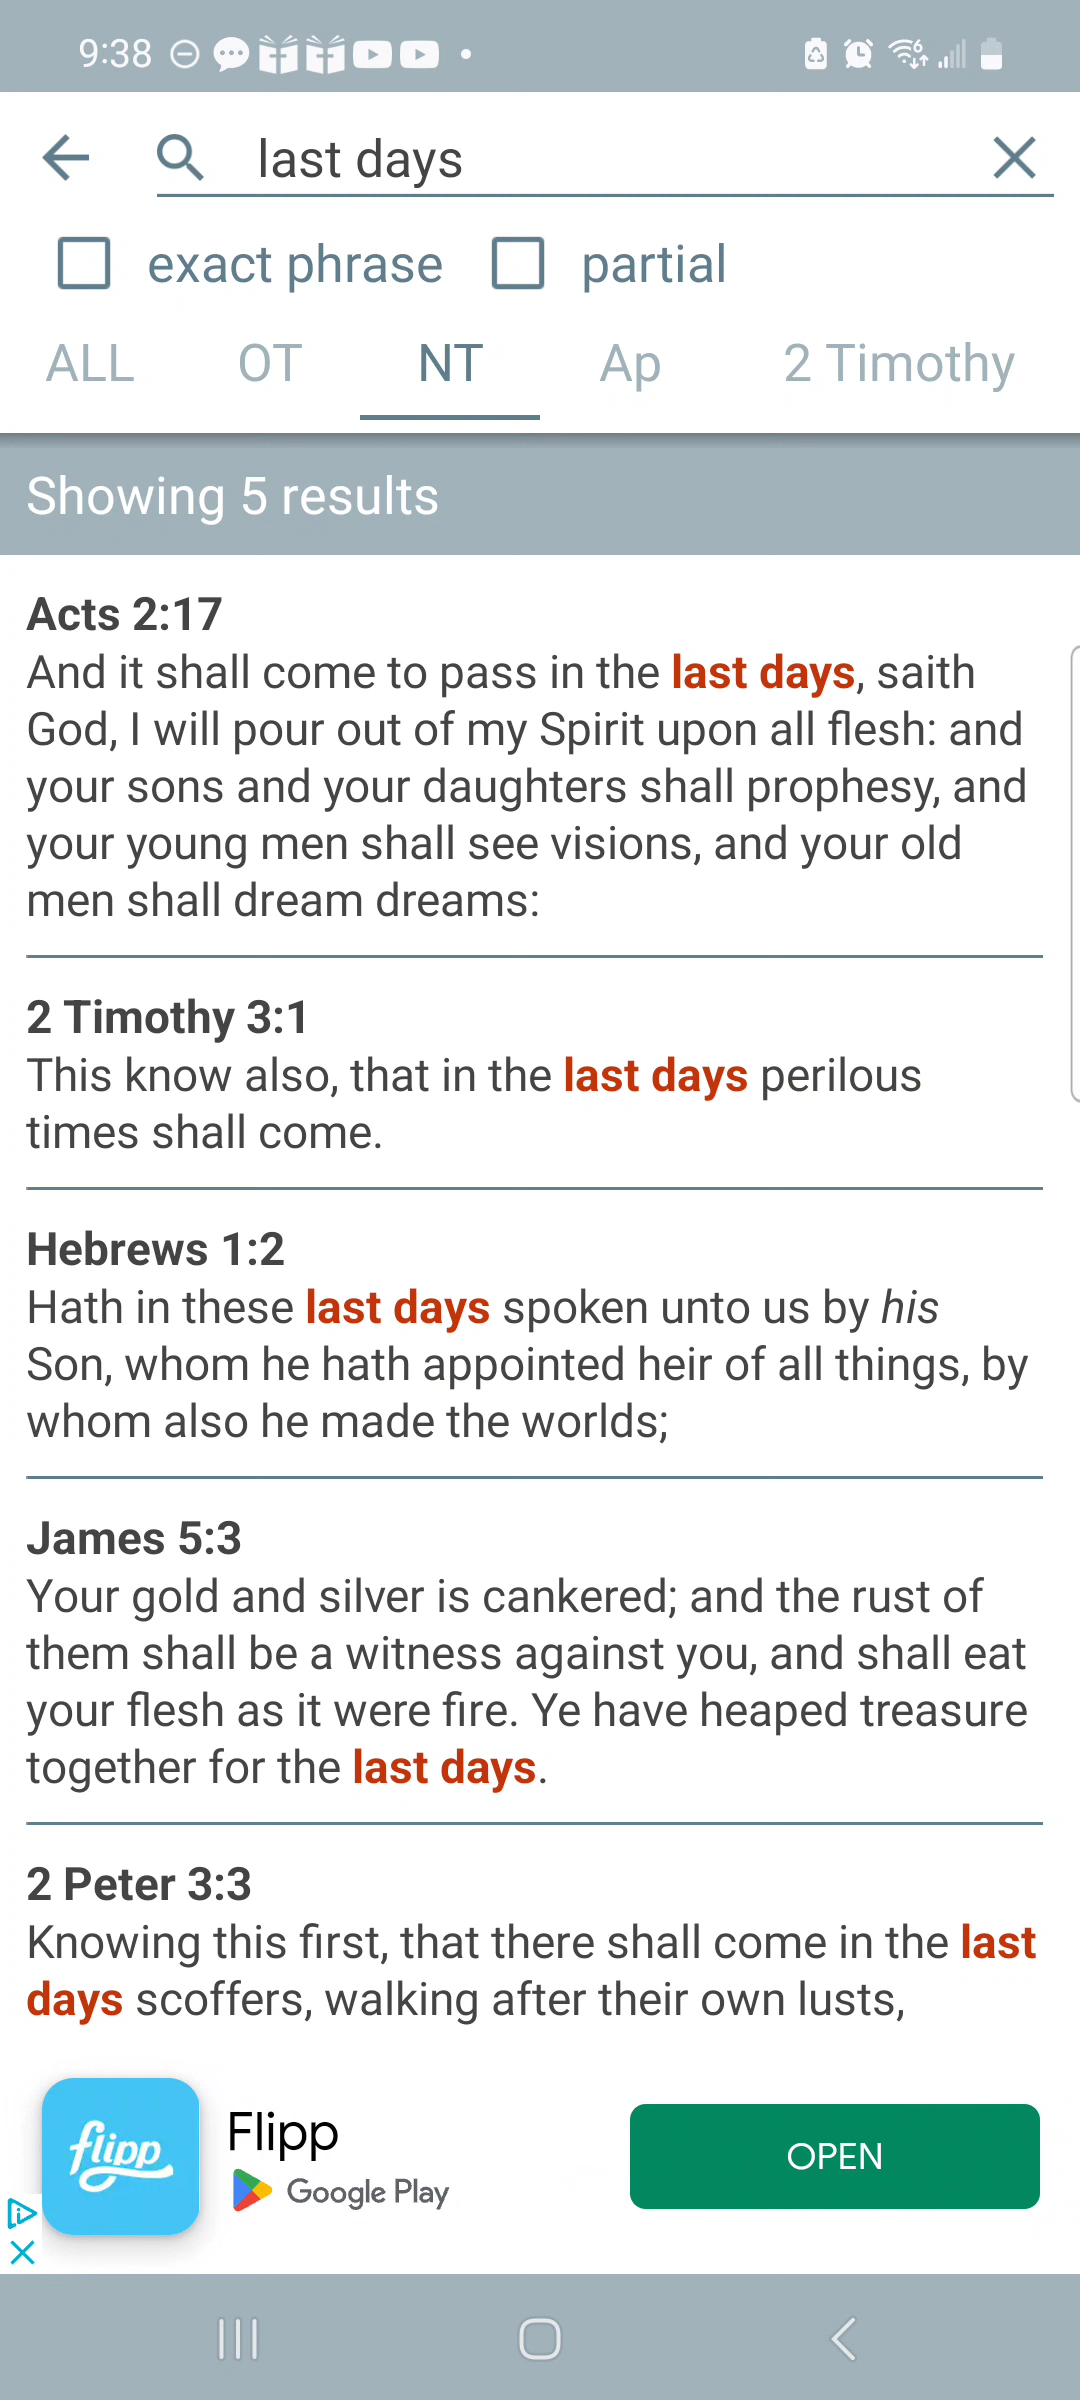 9:38
last days
exact phrase partial
ALL OT NT Ap 2 Timothy
Showing 5 results
Acts 2:17
And it shall come to pass in the last days, saith
God, I will pour out of my Spirit upon all flesh: and
your sons and your daughters shall prophesy, and
your young men shall see visions, and your old
men shall dream dreams:
2 Timothy 3:1
This know also, that in the last days perilous
times shall come.
Hebrews 1:2
Hath in these last days spoken unto us by his
Son, whom he hath appointed heir of all things, by
whom also he made the worlds;
James 5:3
Your gold and silver is cankered; and the rust of
them shall be a witness against you, and shall eat
your flesh as it were fire. Ye have heaped treasure
together for the last days.
2 Peter 3:3
Knowing this first, that there shall come in the last
days scoffers, walking after their own lusts,
flipp
Flipp
Google Play
OPEN